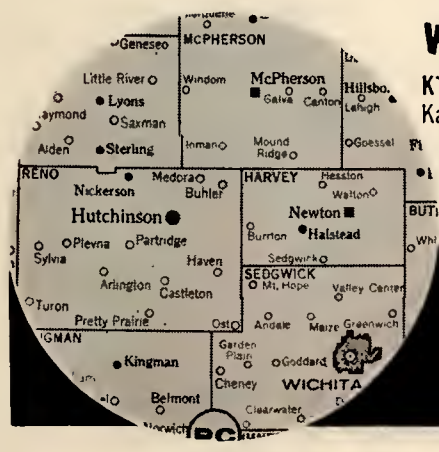 Geneseo
McPHERSON
Little River
Windom
McPherson
Hillsbo.
Lyons
Galva
Canton
Lehigh
aymond
Saxman
Alden
Sterling
Inman
Mound
Ridge
Goessel
RENO
Medora
HARVEY
Hesston
Nickerson
Buhler
Walton
Hutchinson
Newton
BUT
Burrton
Halstead
Plevna
Partridge
Sylvia
Sedgwick
Haven
SEDGWICK
Arlington
Mt. Hope
Valley Center
Castleton
Turon
Pretty Prairie
Ost
Andale
Maize
Greenwich
GMAN
Garden
Plain
Kingman
Goddard
Cheney
WICHITA
Belmont
Clearwater
Norwich